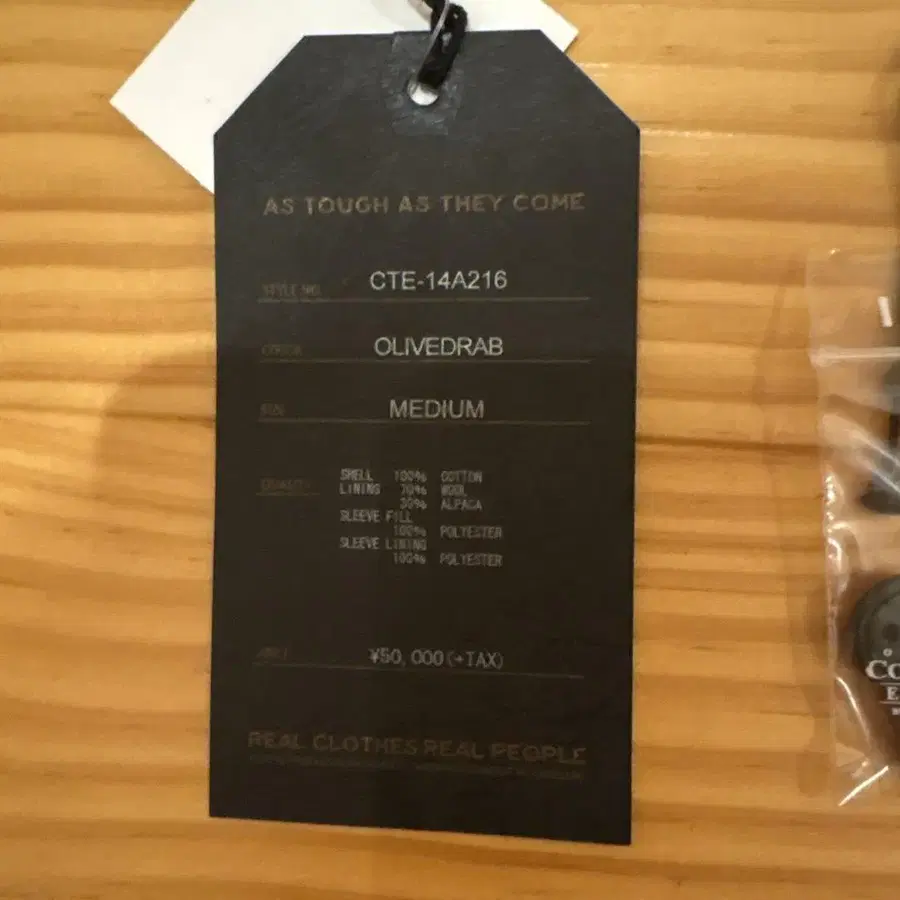 AS TOUGH AS THEY COME
STYLE NO. CTE-14A216
COLOR OLIVEDRAB
SIZE MEDIUM
QUALITY SHELL 100% COTTON
LINING 70% WOOL
30% ALPACA
SLEEVE FILL
100% POLYESTER
SLEEVE LINING
100% POLYESTER
¥50,000(+TAX)
REAL CLOTHES REAL PEOPLE